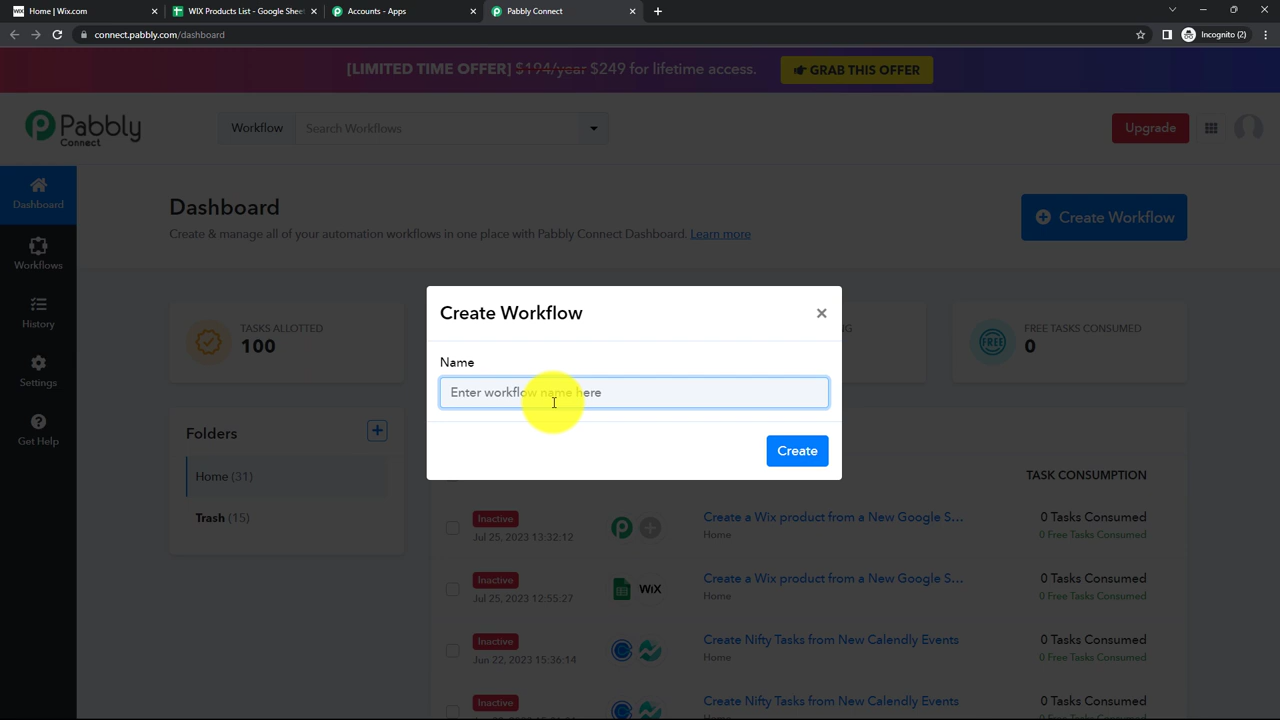 WIX Home | Wix.com
WIX Products List - Google Sheet
Accounts - Apps
Pabbly Connect
connect.pabbly.com/dashboard
Incognito (2)
[LIMITED TIME OFFER] $194/year $249 for lifetime access.
GRAB THIS OFFER
Pabbly
Connect
Workflow
Search Workflows
Upgrade
Dashboard
Workflows
History
Settings
Get Help
Dashboard
Create & manage all of your automation workflows in one place with Pabbly Connect Dashboard. Learn more
Create Workflow
TASKS ALLOTTED
100
NG
FREE
FREE TASKS CONSUMED
0
Create Workflow
Name
Enter workflow name here
Create
Folders
Home (31)
Trash (15)
TASK CONSUMPTION
Inactive
Jul 25, 2023 13:32:12
Create a Wix product from a New Google S...
Home
0 Tasks Consumed
0 Free Tasks Consumed
Inactive
Jul 25, 2023 12:55:27
WiX
Create a Wix product from a New Google S...
Home
0 Tasks Consumed
0 Free Tasks Consumed
Inactive
Jun 22, 2023 15:36:14
Create Nifty Tasks from New Calendly Events
Home
0 Tasks Consumed
0 Free Tasks Consumed
Inactive
Create Nifty Tasks from New Calendly Events
0 Tasks Consumed